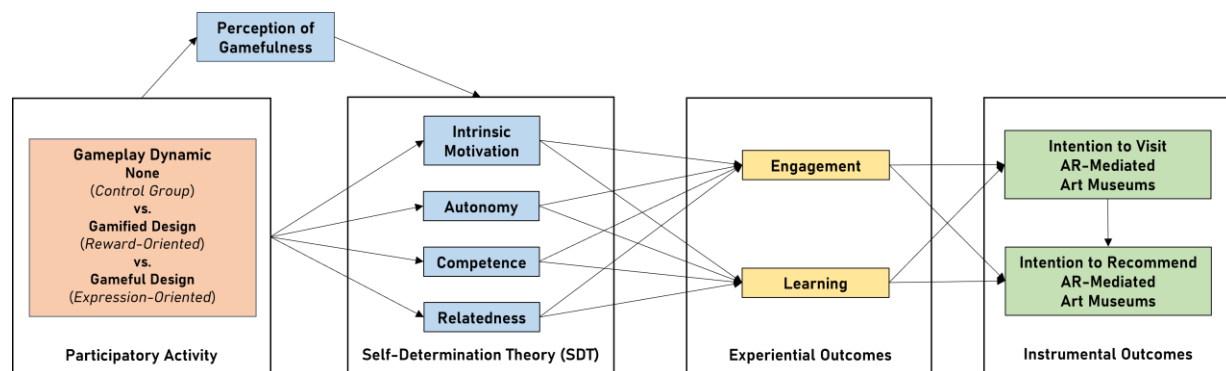 Perception of
Gamefulness
Gameplay Dynamic
None
(Control Group)
vs.
Gamified Design
(Reward-Oriented)
vs.
Gameful Design
(Expression-Oriented)
Participatory Activity
Intrinsic
Motivation
Autonomy
Competence
Relatedness
Self-Determination Theory (SDT)
Engagement
Learning
Experiential Outcomes
Intention to Visit
AR-Mediated
Art Museums
Intention to Recommend
AR-Mediated
Art Museums
Instrumental Outcomes